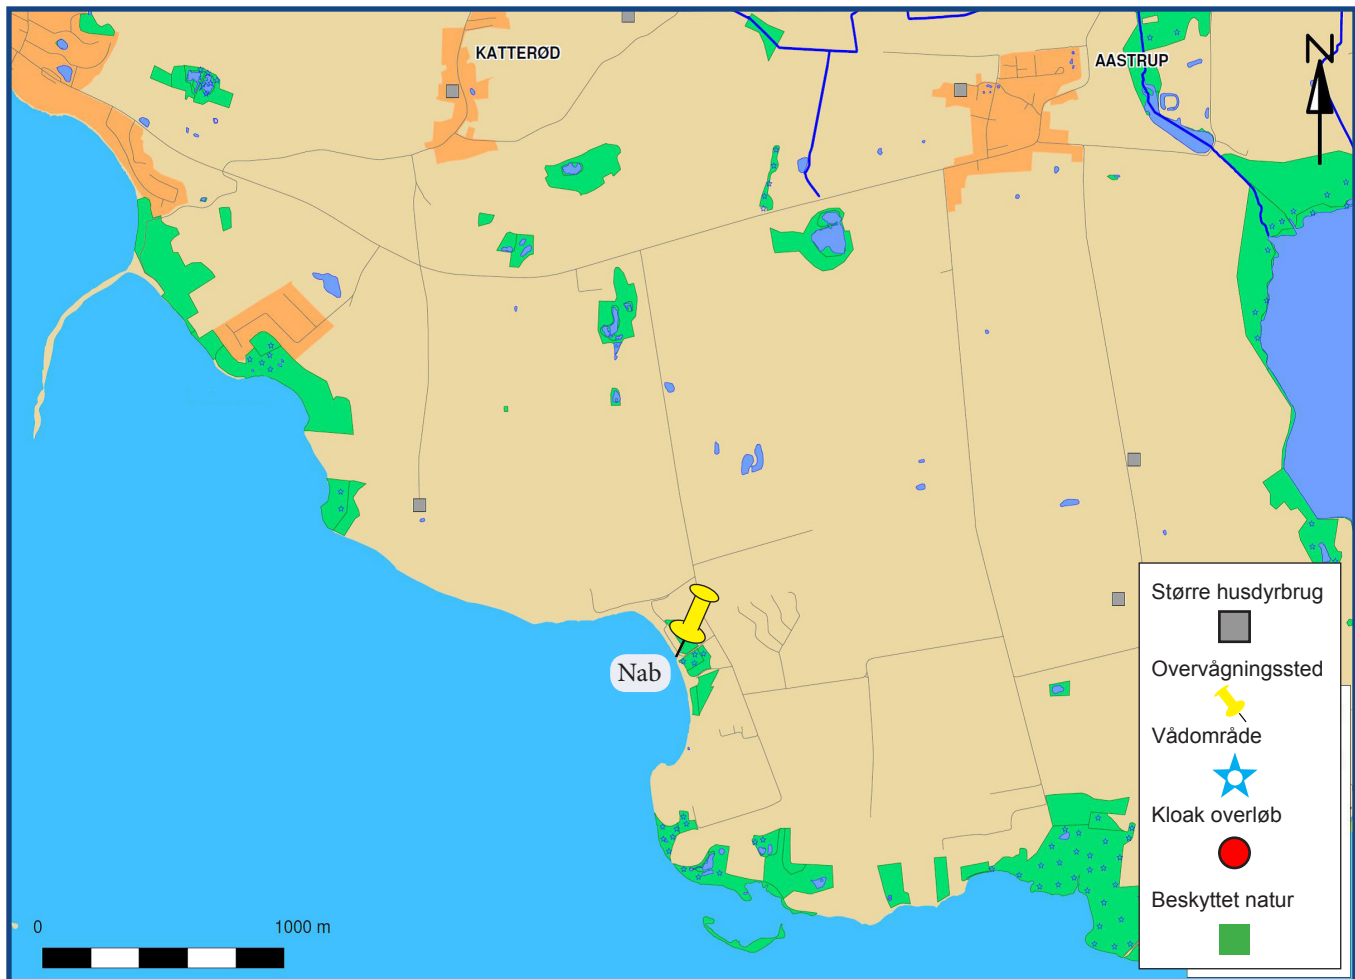 KATTERØD
AASTRUP
N
Nab
Større husdyrbrug
Overvågningssted
Vådområde
Kloak overløb
Beskyttet natur
0 1000 m